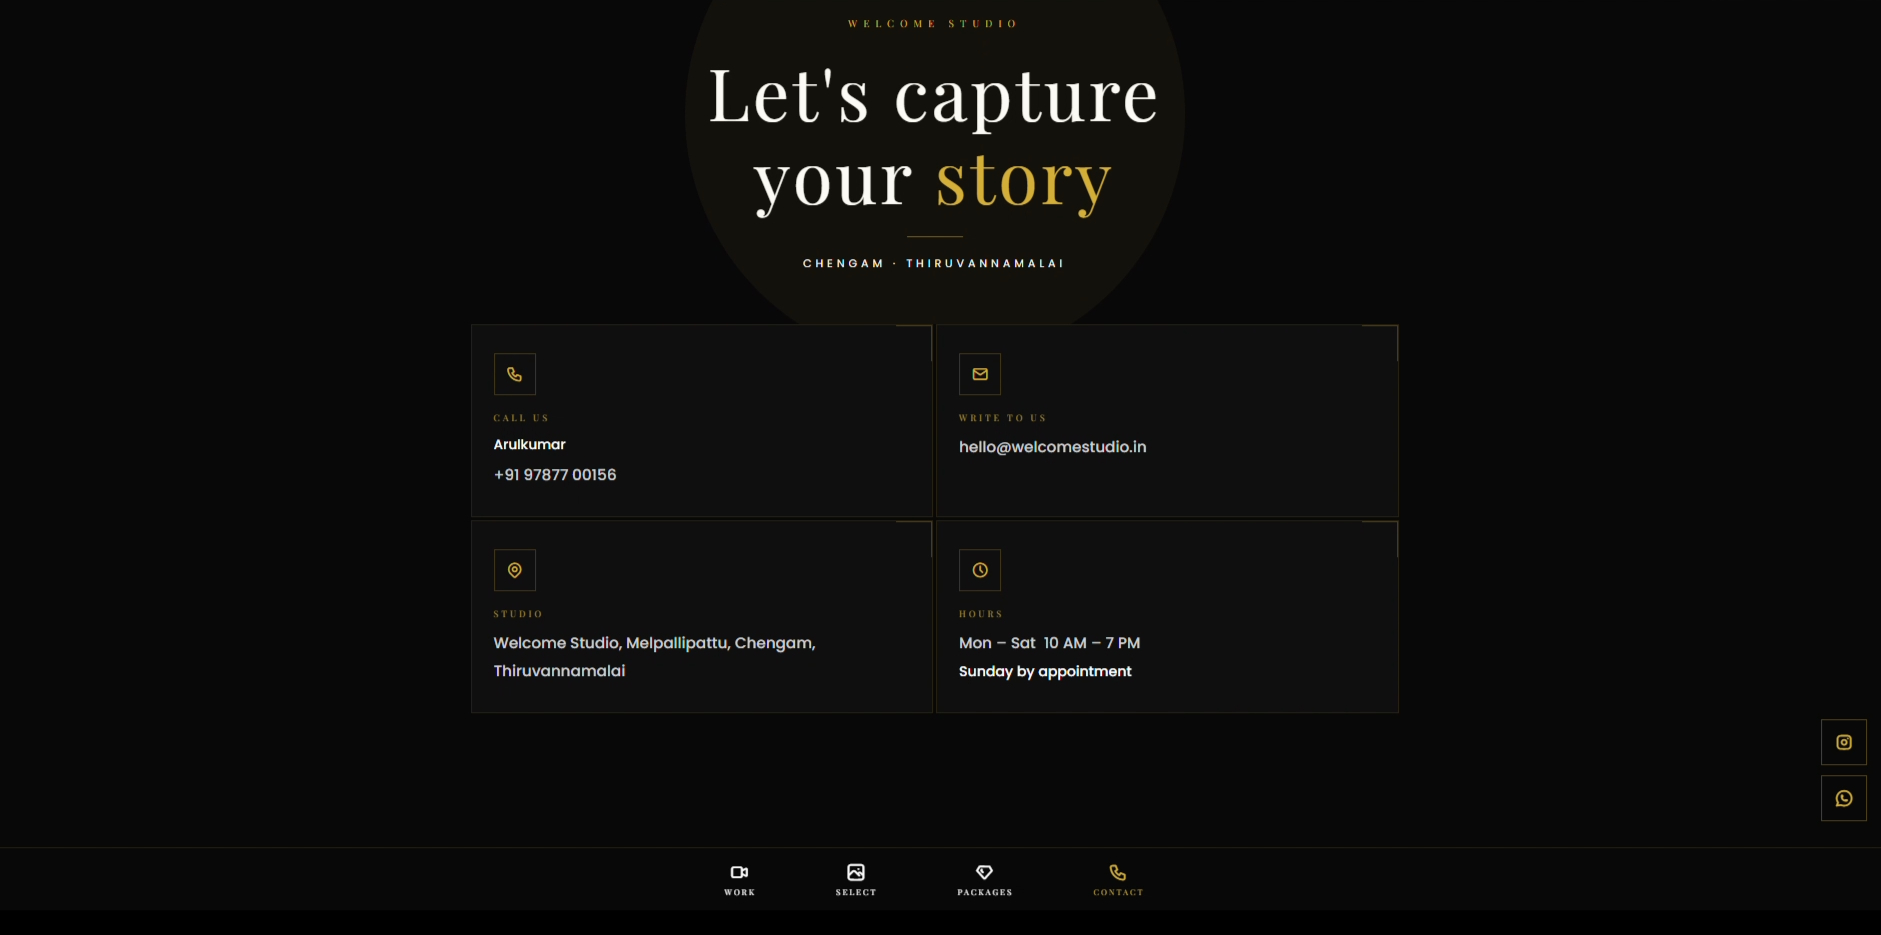 WELCOME STUDIO
Let's capture
your story
CHENGAM · THIRUVANNAMALAI
CALL US
Arulkumar
+91 97877 00156
WRITE TO US
hello@welcomestudio.in
STUDIO
Welcome Studio, Melpallipattu, Chengam,
Thiruvannamalai
HOURS
Mon – Sat  10 AM – 7 PM
Sunday by appointment
WORK
SELECT
PACKAGES
CONTACT